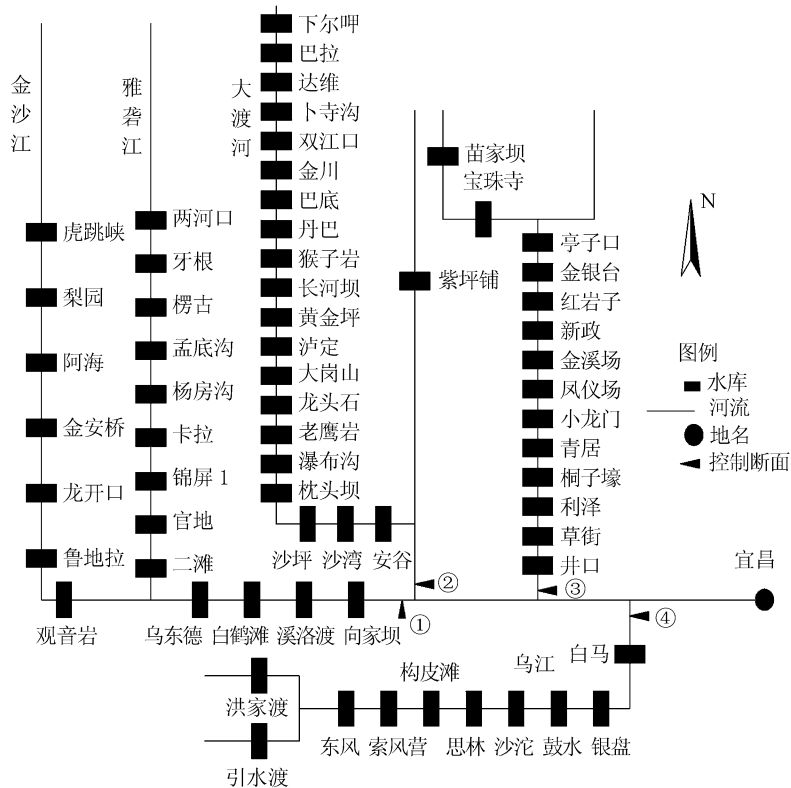 金沙江
虎跳峡
梨园
阿海
金安桥
龙开口
鲁地拉
观音岩
雅砻江
两河口
牙根
楞古
孟底沟
杨房沟
卡拉
锦屏1
官地
二滩
乌东德
白鹤滩
溪洛渡
向家坝
大渡河
下尔呷
巴拉
达维
卜寺沟
双江口
金川
巴底
丹巴
猴子岩
长河坝
黄金坪
泸定
大岗山
龙头石
老鹰岩
瀑布沟
枕头坝
沙坪
沙湾
安谷
紫坪铺
②
①
苗家坝
宝珠寺
亭子口
金银台
红岩子
新政
金溪场
凤仪场
小龙门
青居
桐子壕
利泽
草街
井口
③
④
宜昌
N
图例
水库
河流
地名
控制断面
白马
乌江
构皮滩
洪家渡
引水渡
东风
索风营
思林
沙沱
鼓水
银盘